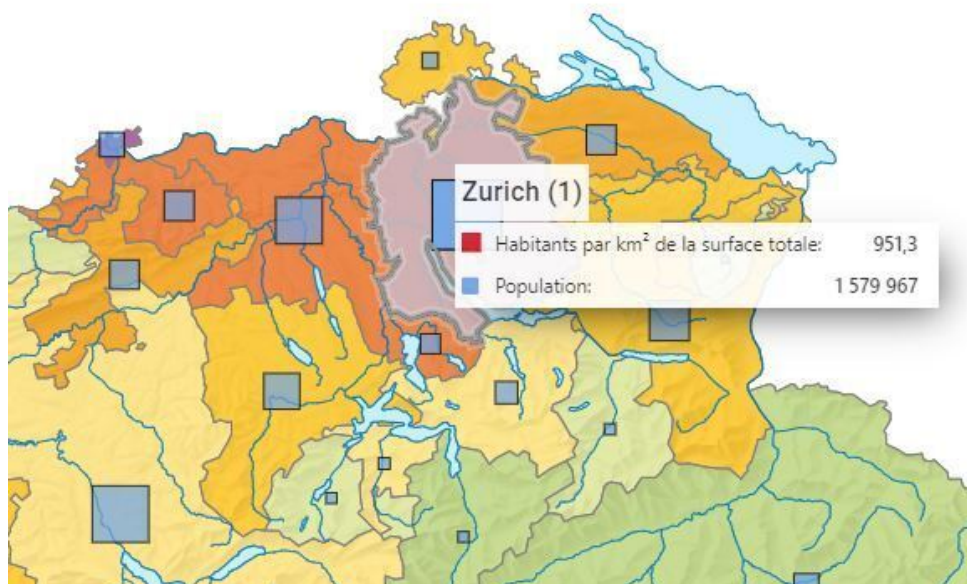 Zurich (1)
Habitants par km² de la surface totale: 951,3
Population: 1 579 967